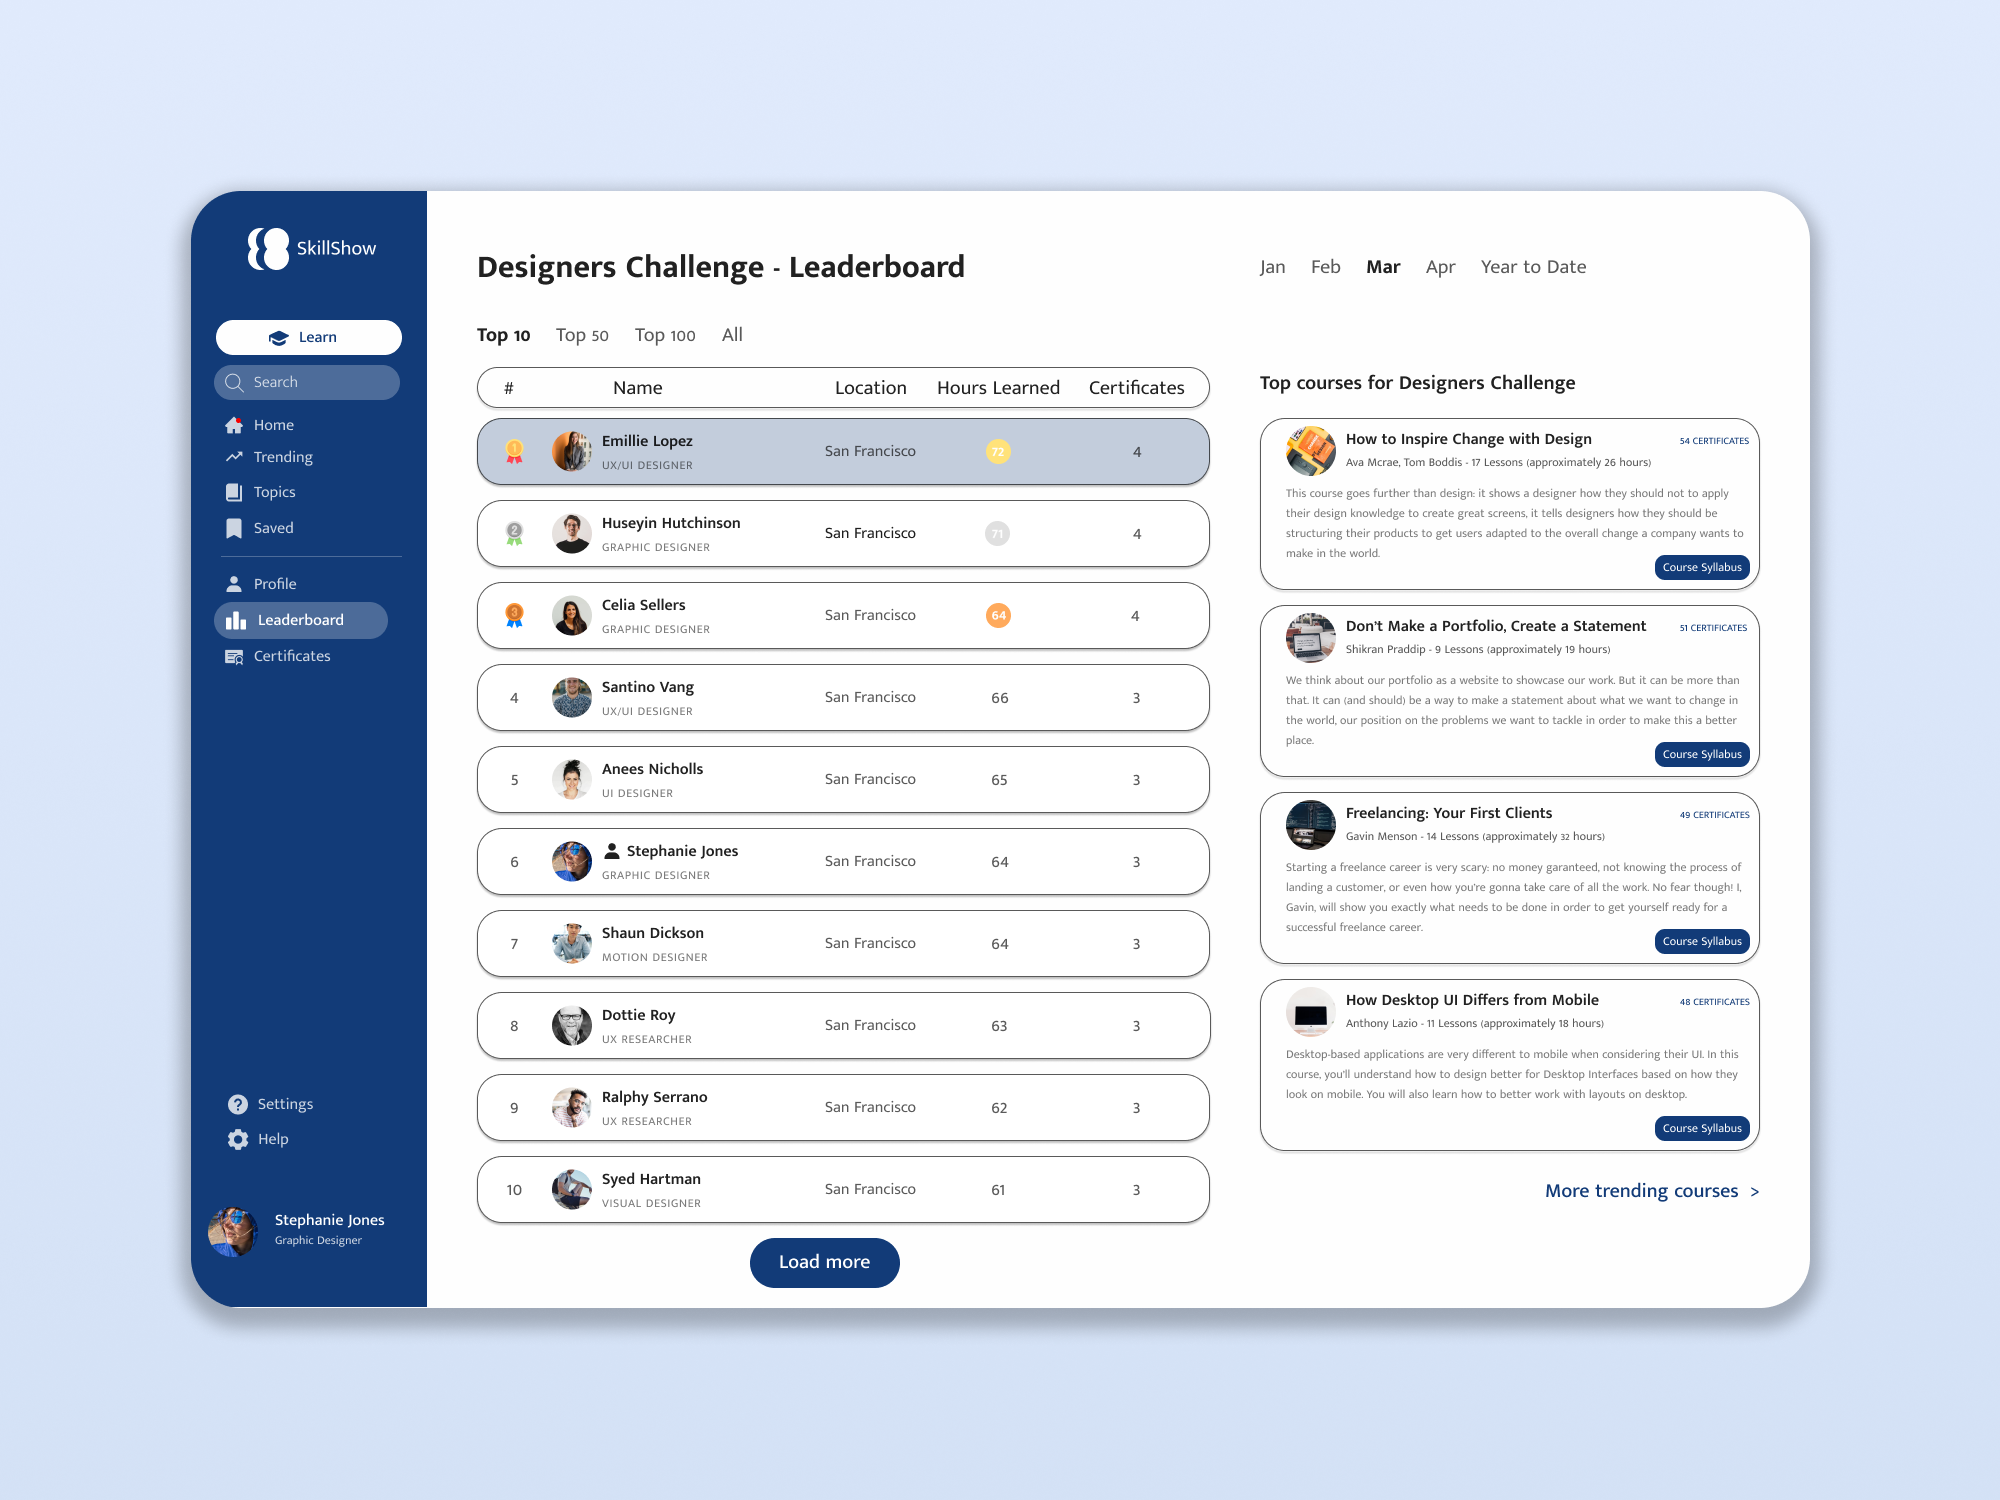 SkillShow
Learn
Search
Home
Trending
Topics
Saved
Profile
Leaderboard
Certificates
Settings
Help
Stephanie Jones
Graphic Designer
Designers Challenge - Leaderboard
Jan Feb Mar Apr Year to Date
Top 10 Top 50 Top 100 All
# Name Location Hours Learned Certificates
1 Emillie Lopez San Francisco 72 4
UX/UI DESIGNER
2 Huseyin Hutchinson San Francisco 71 4
GRAPHIC DESIGNER
3 Celia Sellers San Francisco 64 4
GRAPHIC DESIGNER
4 Santino Vang San Francisco 66 3
UX/UI DESIGNER
5 Anees Nicholls San Francisco 65 3
UI DESIGNER
6 Stephanie Jones San Francisco 64 3
GRAPHIC DESIGNER
7 Shaun Dickson San Francisco 64 3
MOTION DESIGNER
8 Dottie Roy San Francisco 63 3
UX RESEARCHER
9 Ralphy Serrano San Francisco 62 3
UX RESEARCHER
10 Syed Hartman San Francisco 61 3
VISUAL DESIGNER
Load more
Top courses for Designers Challenge
How to Inspire Change with Design 54 CERTIFICATES
Ava Mcrae, Tom Boddis - 17 Lessons (approximately 26 hours)
This course goes further than design: it shows a designer how they should not to apply
their design knowledge to create great screens, it tells designers how they should be
structuring their products to get users adapted to the overall change a company wants to
make in the world.
Course Syllabus
Don't Make a Portfolio, Create a Statement 51 CERTIFICATES
Shikran Praddip - 9 Lessons (approximately 19 hours)
We think about our portfolio as a website to showcase our work. But it can be more than
that. It can (and should) be a way to make a statement about what we want to change in
the world, our position on the problems we want to tackle in order to make this a better
place.
Course Syllabus
Freelancing: Your First Clients 49 CERTIFICATES
Gavin Menson - 14 Lessons (approximately 32 hours)
Starting a freelance career is very scary: no money garanteed, not knowing the process of
landing a customer, or even how you're gonna take care of all the work. No fear though! I,
Gavin, will show you exactly what needs to be done in order to get yourself ready for a
successful freelance career.
Course Syllabus
How Desktop UI Differs from Mobile 48 CERTIFICATES
Anthony Lazio - 11 Lessons (approximately 18 hours)
Desktop-based applications are very different to mobile when considering their UI. In this
course, you'll understand how to design better for Desktop Interfaces based on how they
look on mobile. You will also learn how to better work with layouts on desktop.
Course Syllabus
More trending courses >